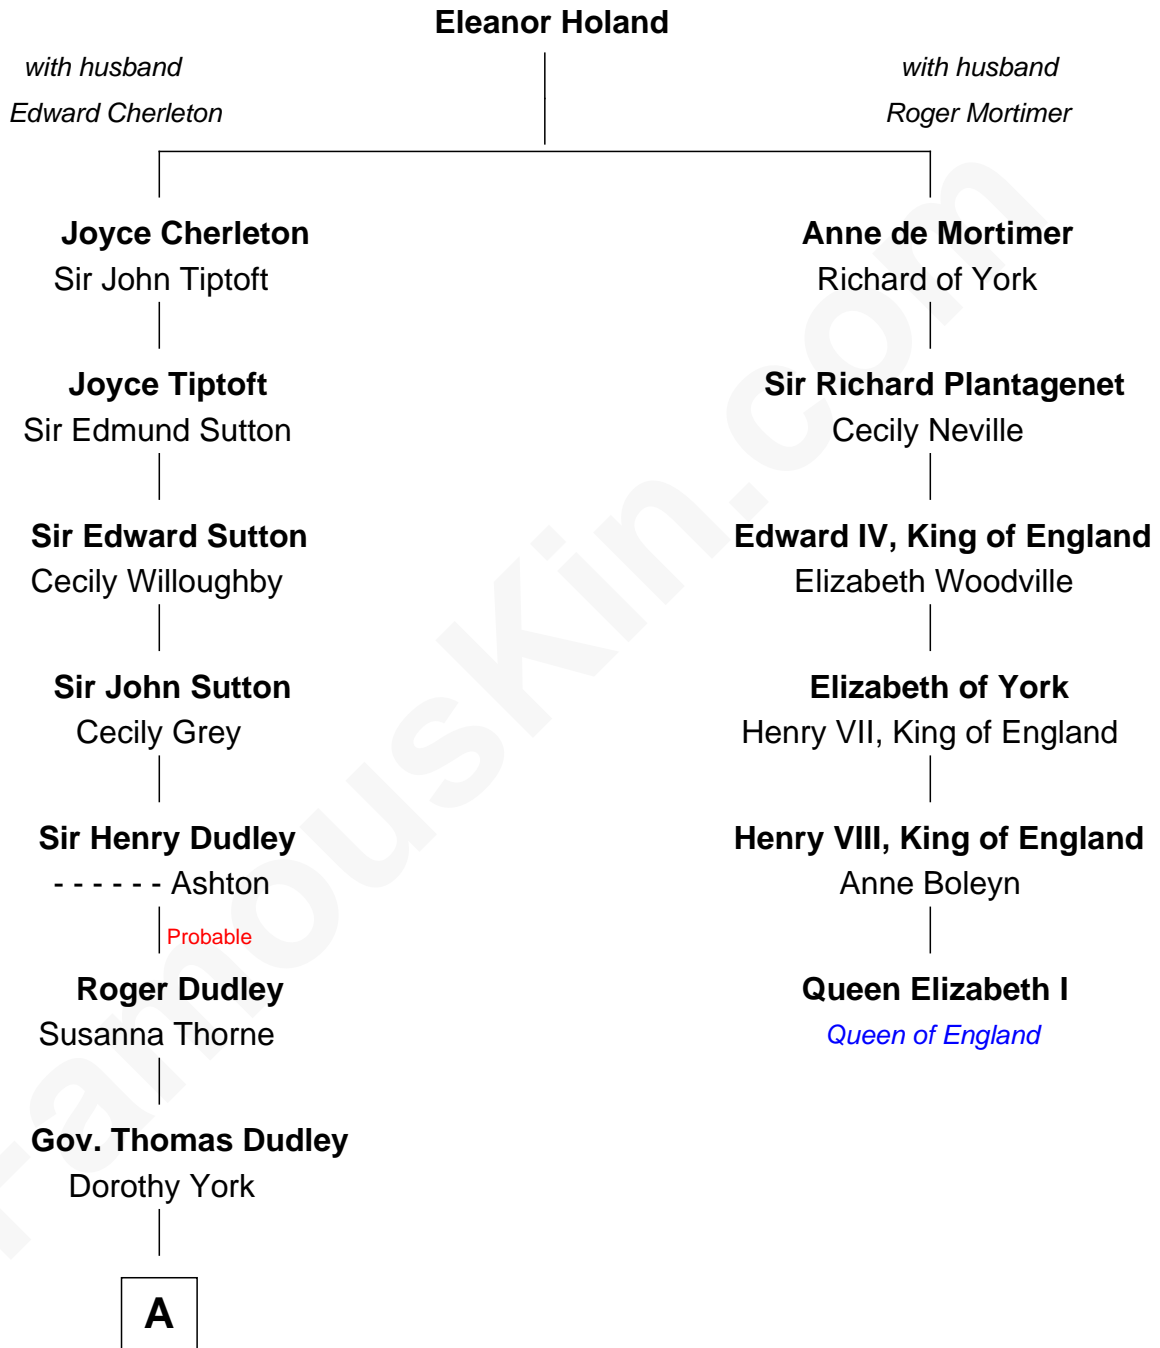 Eleanor Holand
with husband
Edward Cherleton
with husband
Roger Mortimer
Joyce Cherleton
Sir John Tiptoft
Anne de Mortimer
Richard of York
Joyce Tiptoft
Sir Edmund Sutton
Sir Richard Plantagenet
Cecily Neville
Sir Edward Sutton
Cecily Willoughby
Edward IV, King of England
Elizabeth Woodville
Sir John Sutton
Cecily Grey
Elizabeth of York
Henry VII, King of England
Sir Henry Dudley
- - - - - - Ashton
Henry VIII, King of England
Anne Boleyn
Probable
Roger Dudley
Susanna Thorne
Queen Elizabeth I
Queen of England
Gov. Thomas Dudley
Dorothy York
A
FamousKin.com